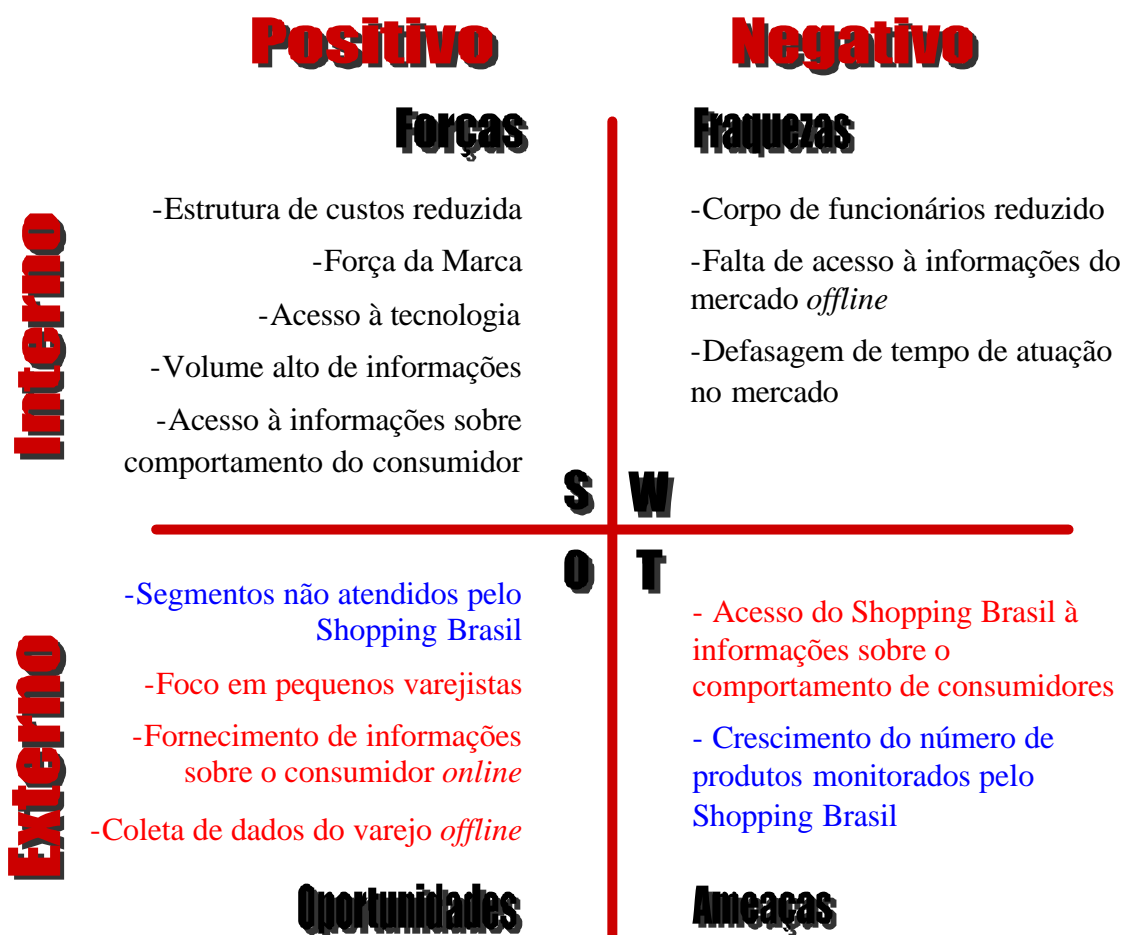 Positivo
Negativo
Forças
Fraquezas
Interno
-Estrutura de custos reduzida
-Força da Marca
-Acesso à tecnologia
-Volume alto de informações
-Acesso à informações sobre
comportamento do consumidor
-Corpo de funcionários reduzido
-Falta de acesso à informações do
mercado offline
-Defasagem de tempo de atuação
no mercado
S
W
O
T
Externo
-Segmentos não atendidos pelo
Shopping Brasil
-Foco em pequenos varejistas
-Fornecimento de informações
sobre o consumidor online
-Coleta de dados do varejo offline
- Acesso do Shopping Brasil à
informações sobre o
comportamento de consumidores
- Crescimento do número de
produtos monitorados pelo
Shopping Brasil
Oportunidades
Ameaças